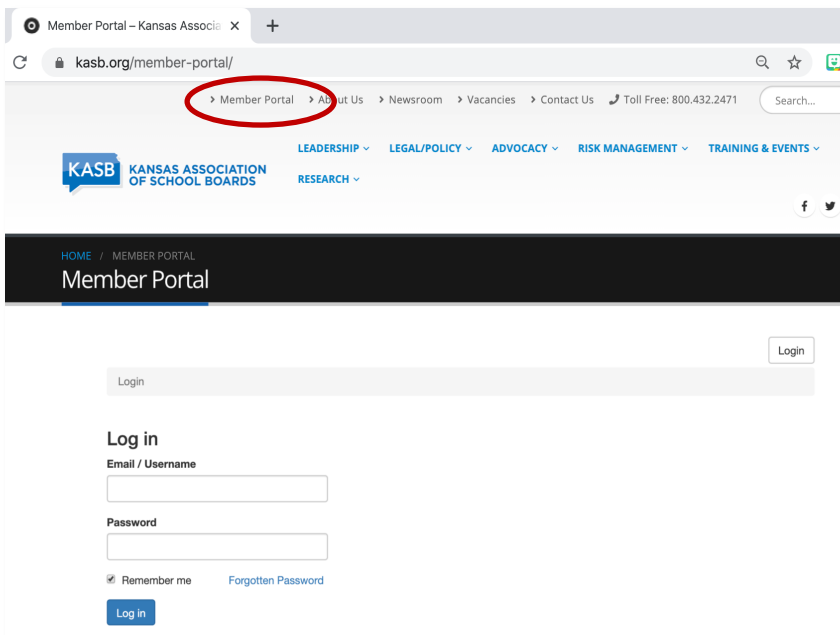 Member Portal – Kansas Associa
kasb.org/member-portal/
Member Portal About Us Newsroom Vacancies Contact Us Toll Free: 800.432.2471 Search...
LEADERSHIP LEGAL/POLICY ADVOCACY RISK MANAGEMENT TRAINING & EVENTS
KASB KANSAS ASSOCIATION
OF SCHOOL BOARDS
RESEARCH
HOME / MEMBER PORTAL
Member Portal
Login
Login
Log in
Email / Username
Password
Remember me Forgotten Password
Log in